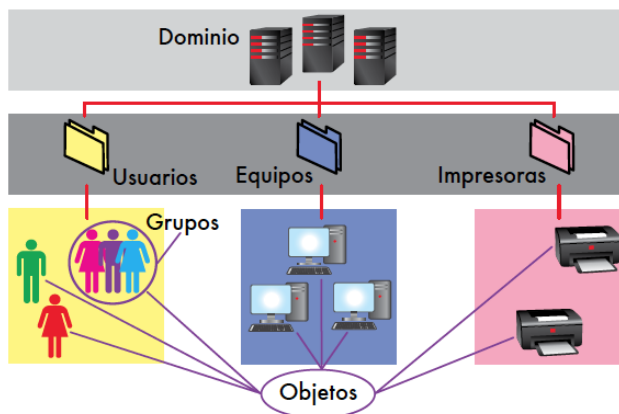 Dominio
Usuarios
Equipos
Impresoras
Grupos
Objetos